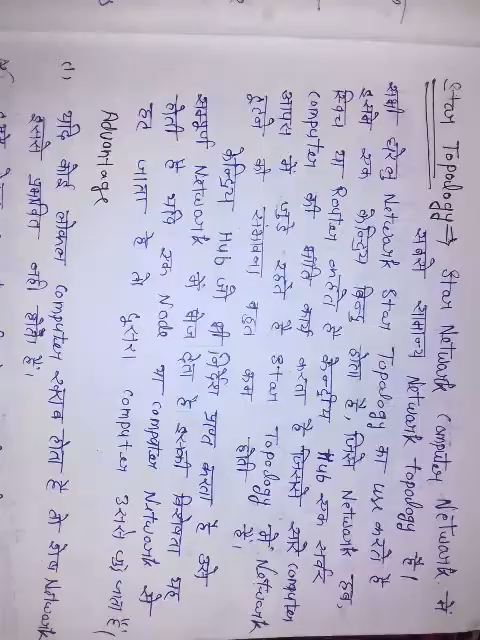 Star Topology ⇒ Star Network Computer Network में
सबसे सामान्य Network topology है।
सभी घरेलु Network Star Topology का use करते है
इसमे एक केन्द्रिय बिन्दु होता है, जिसे Network हब,
स्विच या Router कहते है केन्द्रीय Hub एक सर्वर
Computer की भाँति कार्य करता है जिससे सारे Computer
आपस में जुडे रहते है Star Topology में Network
टूटने की संभावना बहुत कम होती है।
केन्द्रिय Hub जो भी निर्देश प्राप्त करता है उसे
सम्पूर्ण Network में भेज देता है इसकी विशेषता यह
होती है यदि एक Node या Computer Network से
हट जाता है तो दुसरा Computer उससे
Advantage
(1) यदि कोई लोकल Computer खराब होता है तो शेष Network
इससे प्रभावित नही होता है।